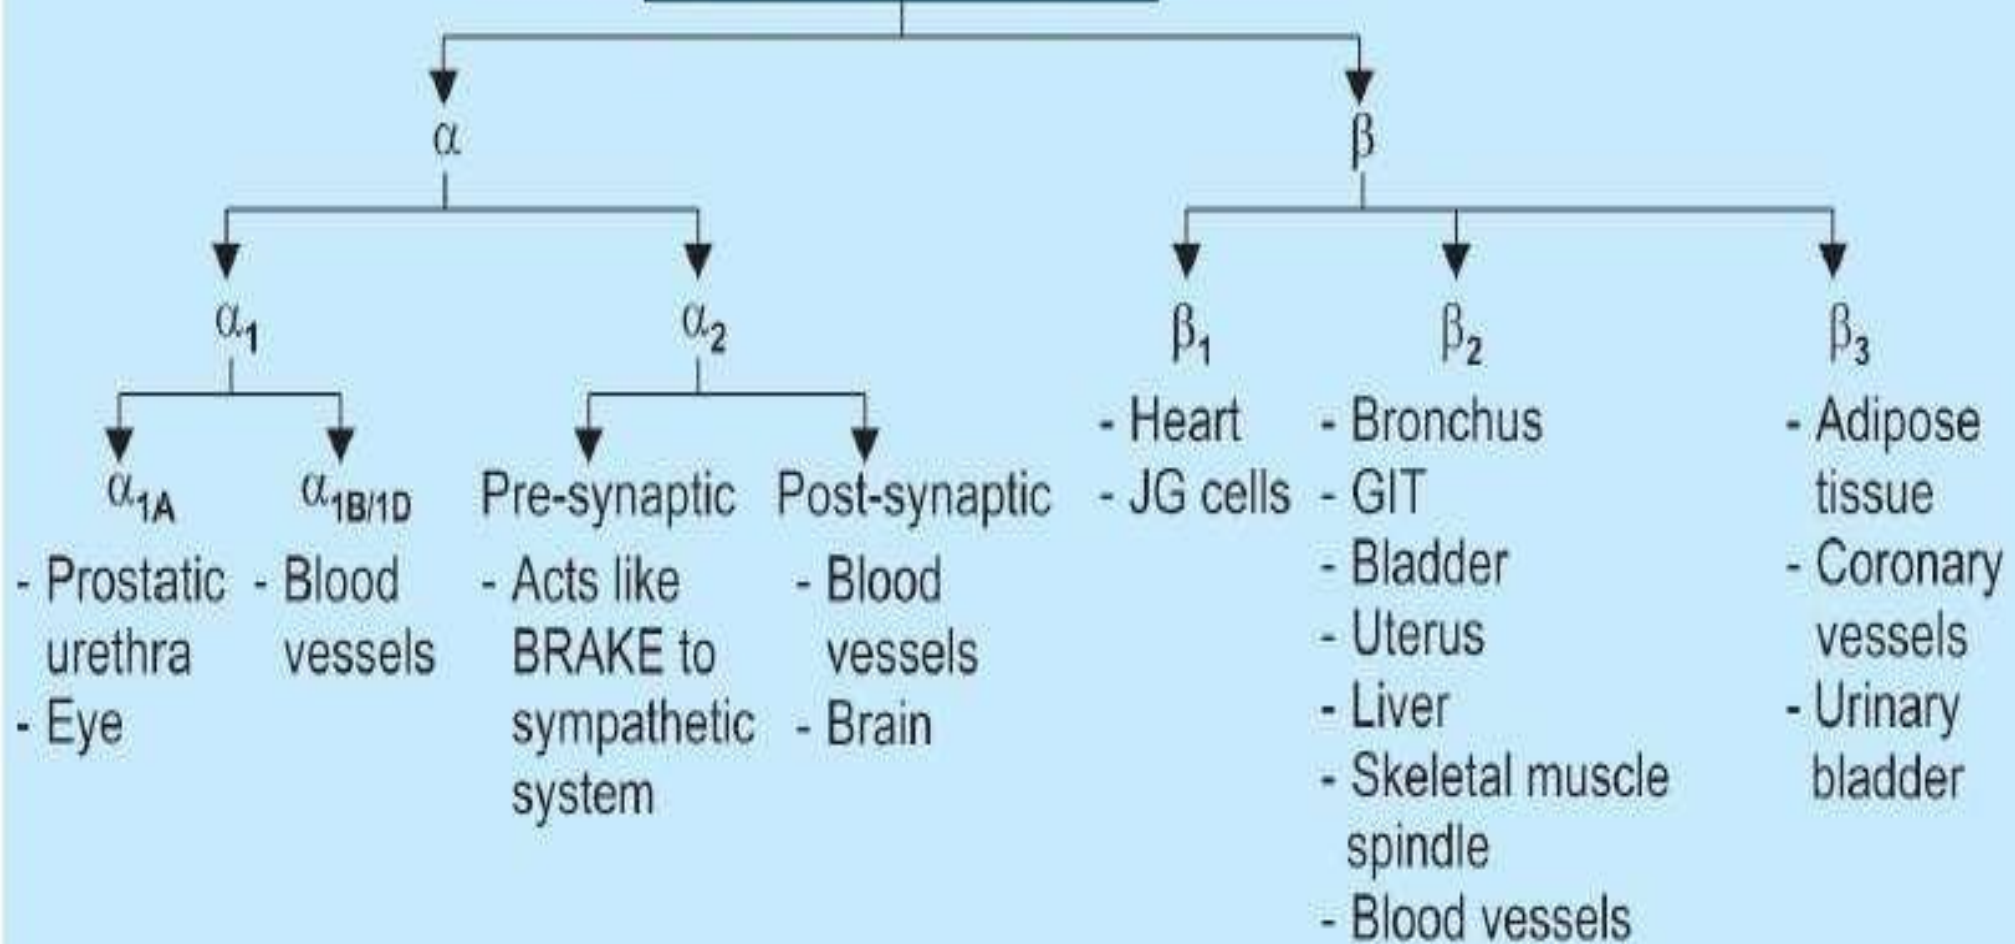 α
β
α1
α2
β1
β2
β3
α1A
α1B/1D
Pre-synaptic
Post-synaptic
- Prostatic
urethra
- Eye
- Blood
vessels
- Acts like
BRAKE to
sympathetic
system
- Blood
vessels
- Brain
- Heart
- JG cells
- Bronchus
- GIT
- Bladder
- Uterus
- Liver
- Skeletal muscle
spindle
- Blood vessels
- Adipose
tissue
- Coronary
vessels
- Urinary
bladder